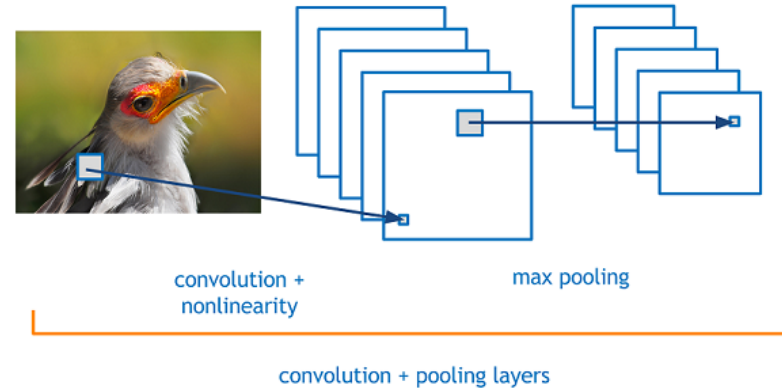 convolution +
nonlinearity
max pooling
convolution + pooling layers